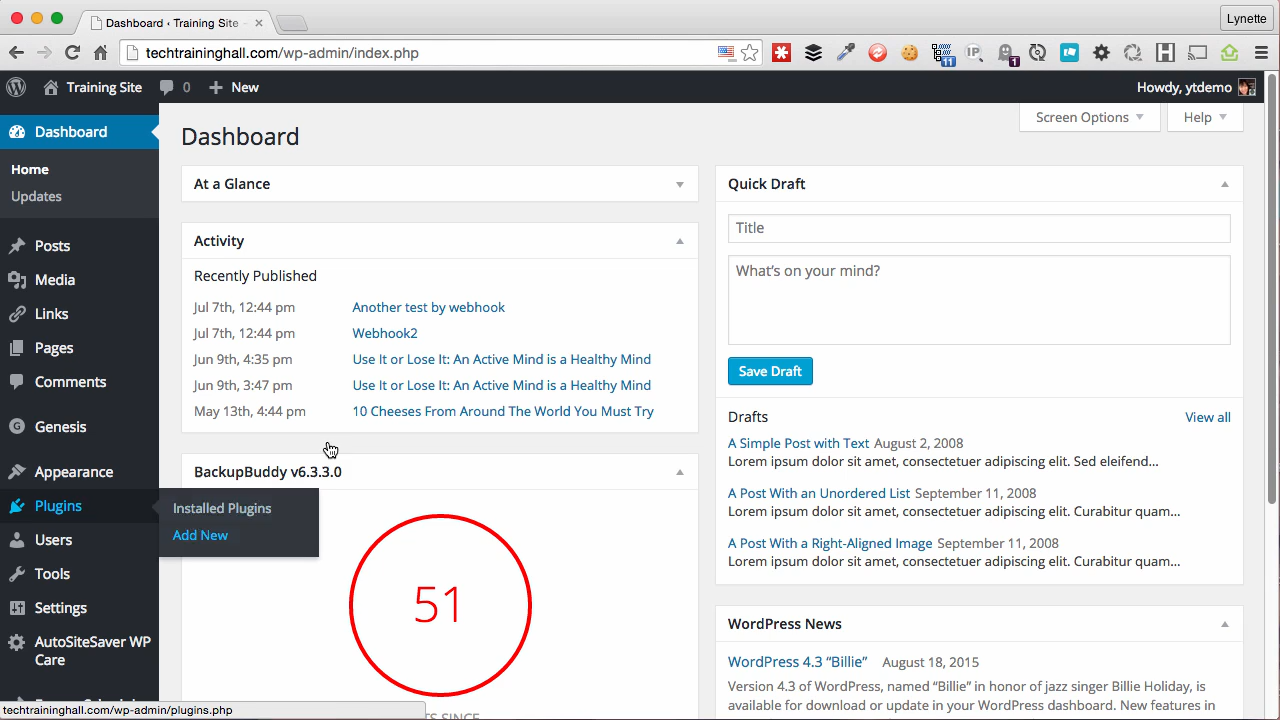 Dashboard ‹ Training Site -
Lynette
techtraininghall.com/wp-admin/index.php
11
IP
1
Training Site
0
New
Howdy, ytdemo
Dashboard
Home
Updates
Posts
Media
Links
Pages
Comments
Genesis
Appearance
Plugins
Users
Tools
Settings
AutoSiteSaver WP
Care
Installed Plugins
Add New
Dashboard
Screen Options
Help
At a Glance
Activity
Recently Published
Jul 7th, 12:44 pm Another test by webhook
Jul 7th, 12:44 pm Webhook2
Jun 9th, 4:35 pm Use It or Lose It: An Active Mind is a Healthy Mind
Jun 9th, 3:47 pm Use It or Lose It: An Active Mind is a Healthy Mind
May 13th, 4:44 pm 10 Cheeses From Around The World You Must Try
BackupBuddy v6.3.3.0
51
SINCE
Quick Draft
Title
What's on your mind?
Save Draft
Drafts
View all
A Simple Post with Text August 2, 2008
Lorem ipsum dolor sit amet, consectetuer adipiscing elit. Sed eleifend...
A Post With an Unordered List September 11, 2008
Lorem ipsum dolor sit amet, consectetuer adipiscing elit. Curabitur quam...
A Post With a Right-Aligned Image September 11, 2008
Lorem ipsum dolor sit amet, consectetuer adipiscing elit. Curabitur quam...
WordPress News
WordPress 4.3 “Billie” August 18, 2015
Version 4.3 of WordPress, named “Billie” in honor of jazz singer Billie Holiday, is
available for download or update in your WordPress dashboard. New features in
techtraininghall.com/wp-admin/plugins.php